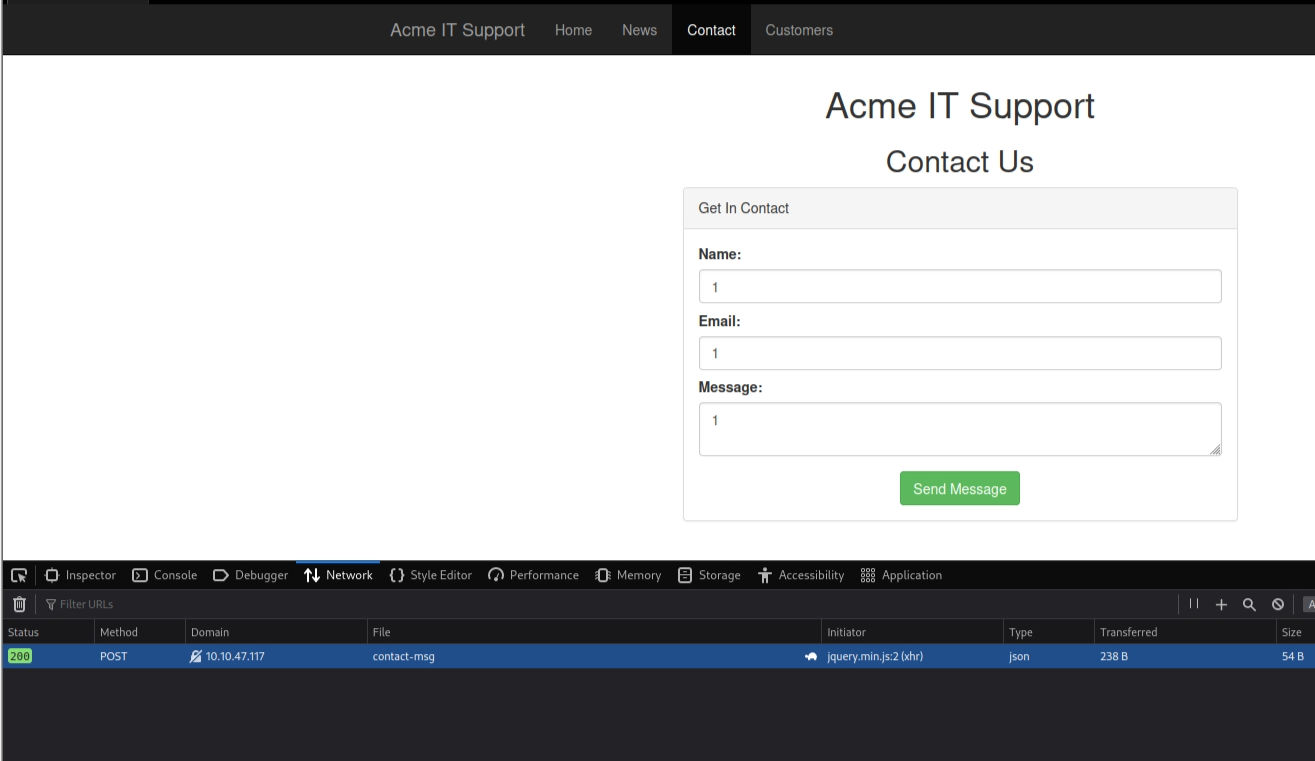 Acme IT Support Home News Contact Customers
Acme IT Support
Contact Us
Get In Contact
Name:
1
Email:
1
Message:
1
Send Message
Inspector Console Debugger Network Style Editor Performance Memory Storage Accessibility Application
Filter URLs A
Status Method Domain File Initiator Type Transferred Size
200 POST 10.10.47.117 contact-msg jquery.min.js:2 (xhr) json 238 B 54 B